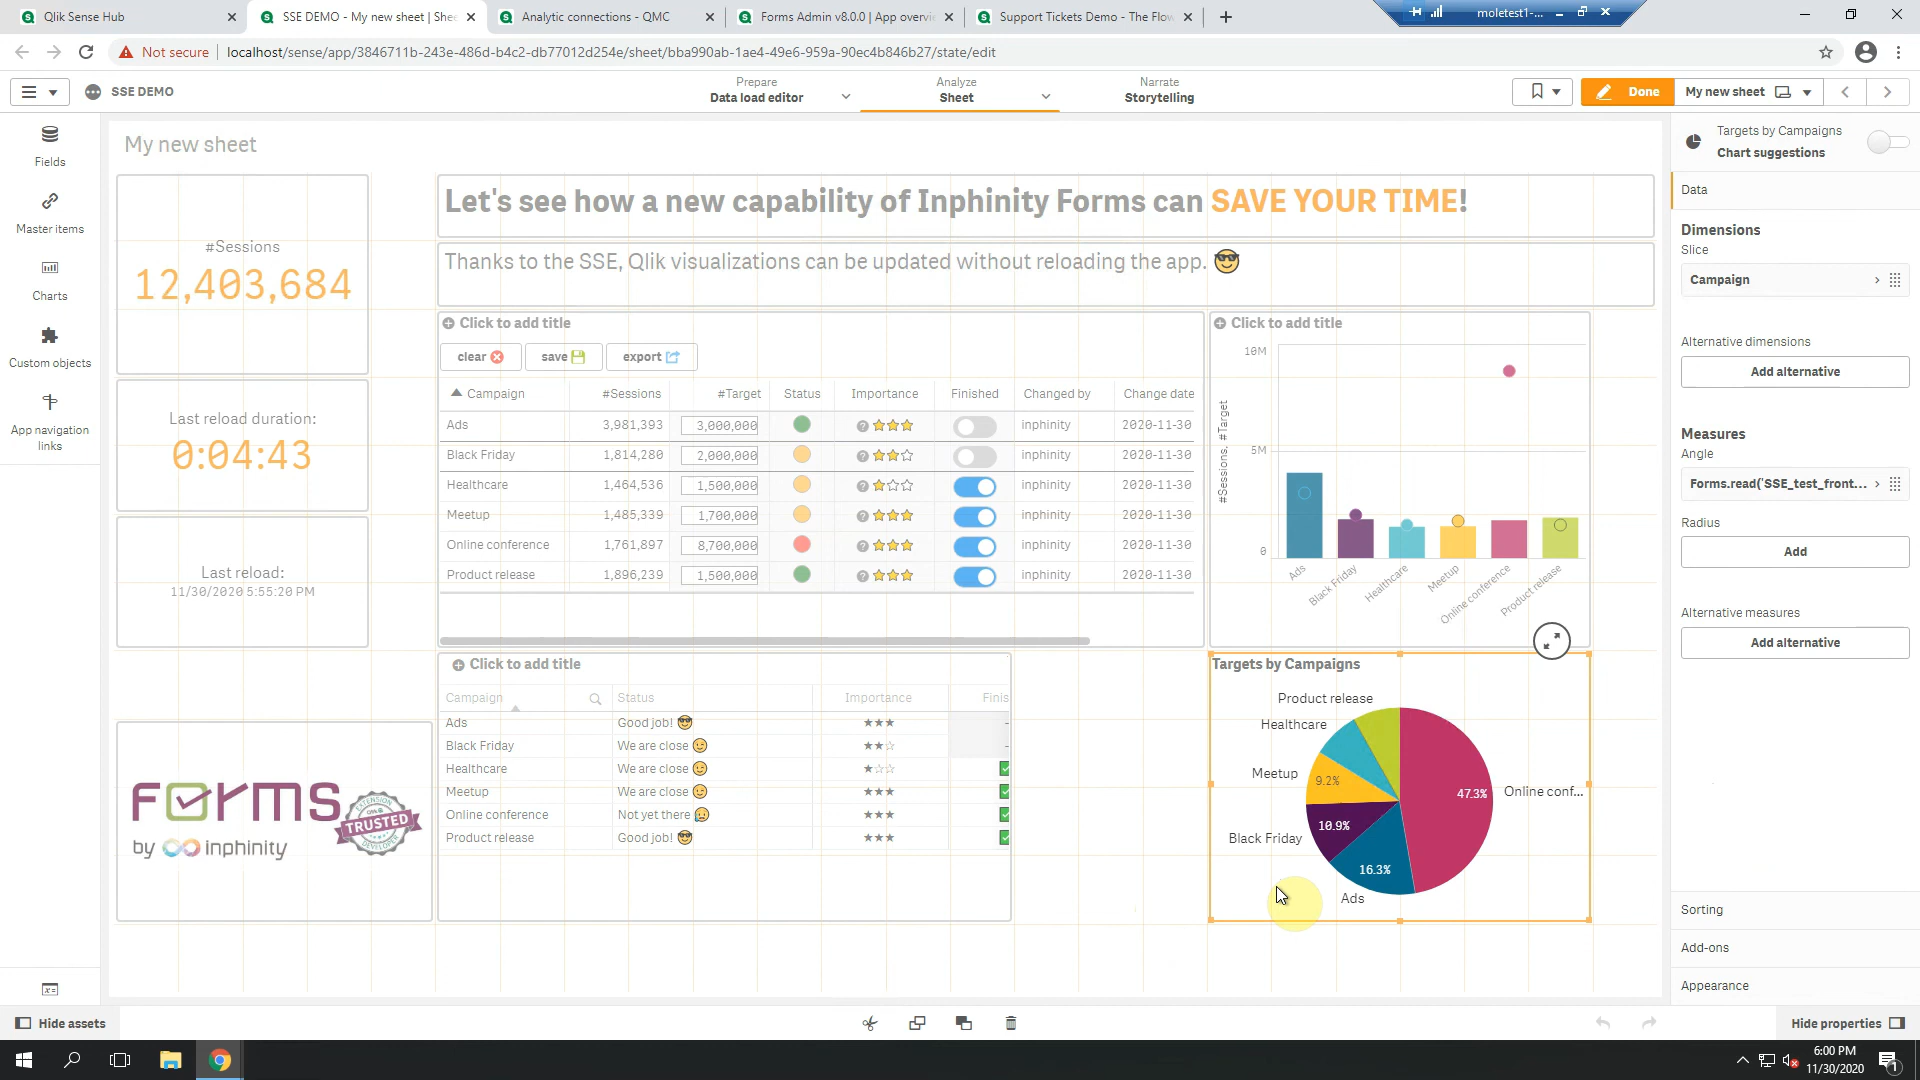 Qlik Sense Hub
SSE DEMO - My new sheet | Shee
Analytic connections - QMC
Forms Admin v8.0.0 | App overvi
Support Tickets Demo - The Flow
moletest1-...
Not secure
localhost/sense/app/3846711b-243e-486d-b4c2-db77012d254e/sheet/bba990ab-1ae4-49e6-959a-90ec4b846b27/state/edit
SSE DEMO
Prepare
Data load editor
Analyze
Sheet
Narrate
Storytelling
Done
My new sheet
Fields
Master items
Charts
Custom objects
App navigation
links
My new sheet
#Sessions
12,403,684
Last reload duration:
0:04:43
Last reload:
11/30/2020 5:55:20 PM
FORMS
by inphinity
TRUSTED
Let's see how a new capability of Inphinity Forms can SAVE YOUR TIME!
Thanks to the SSE, Qlik visualizations can be updated without reloading the app. 😎
Click to add title
clear
save
export
Campaign #Sessions #Target Status Importance Finished Changed by Change date
Ads 3,981,393 3,000,000 ★★★ inphinity 2020-11-30
Black Friday 1,814,280 2,000,000 ★★☆ inphinity 2020-11-30
Healthcare 1,464,536 1,500,000 ★☆☆ inphinity 2020-11-30
Meetup 1,485,339 1,700,000 ★★★ inphinity 2020-11-30
Online conference 1,761,897 8,700,000 ★★★ inphinity 2020-11-30
Product release 1,896,239 1,500,000 ★★★ inphinity 2020-11-30
Click to add title
10M
5M
0
#Sessions, #Target
Ads
Black Friday
Healthcare
Meetup
Online conference
Product release
Click to add title
Campaign Status Importance Finis
Ads Good job! 😎 ★★★ -
Black Friday We are close 😉 ★★☆ -
Healthcare We are close 😉 ★☆☆
Meetup We are close 😉 ★★★
Online conference Not yet there 😥 ★★★
Product release Good job! 😎 ★★★
Targets by Campaigns
Product release
Healthcare
Meetup
9.2%
47.3%
Online conf...
10.9%
Black Friday
16.3%
Ads
Targets by Campaigns
Chart suggestions
Data
Dimensions
Slice
Campaign
Alternative dimensions
Add alternative
Measures
Angle
Forms.read('SSE_test_front...
Radius
Add
Alternative measures
Add alternative
Sorting
Add-ons
Appearance
Hide assets
Hide properties
6:00 PM
11/30/2020
1